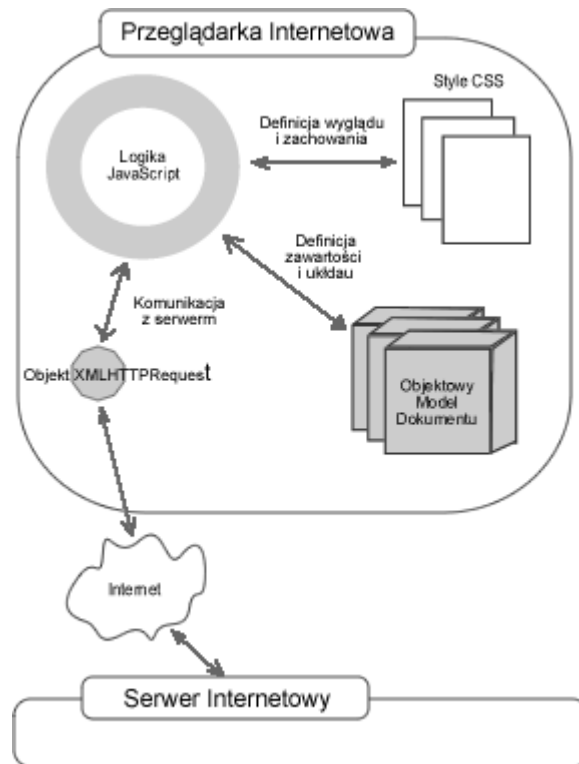 Przeglądarka Internetowa
Style CSS
Definicja wyglądu
i zachowania
Logika
JavaScript
Definicja
zawartości
i ukłdau
Komunikacja
z serwerm
Objekt XMLHTTPRequest
Objektowy
Model
Dokumentu
Internet
Serwer Internetowy